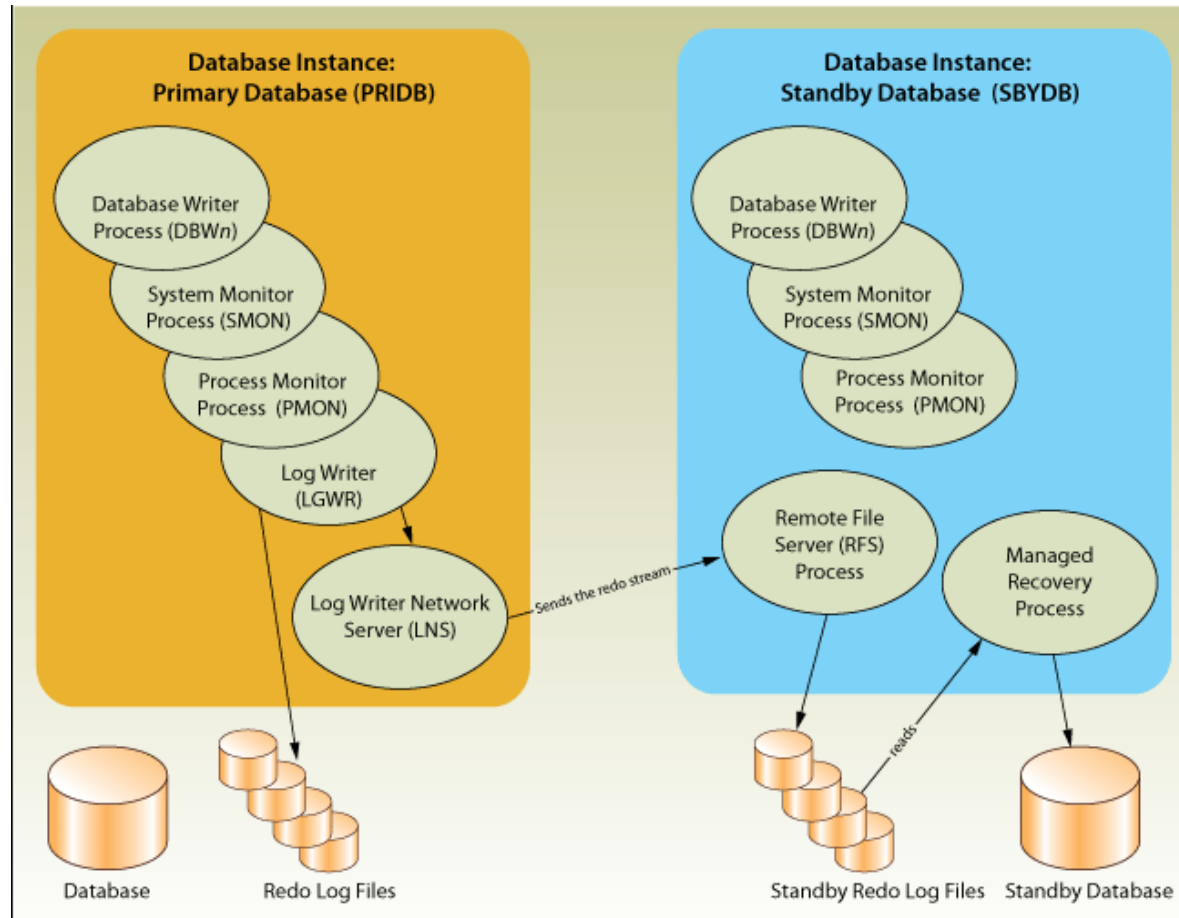 Database Instance:
Primary Database (PRIDB)
Database Writer
Process (DBWn)
System Monitor
Process (SMON)
Process Monitor
Process (PMON)
Log Writer
(LGWR)
Log Writer Network
Server (LNS)
Sends the redo stream
Database Instance:
Standby Database (SBYDB)
Database Writer
Process (DBWn)
System Monitor
Process (SMON)
Process Monitor
Process (PMON)
Remote File
Server (RFS)
Process
Managed
Recovery
Process
reads
Database
Redo Log Files
Standby Redo Log Files
Standby Database